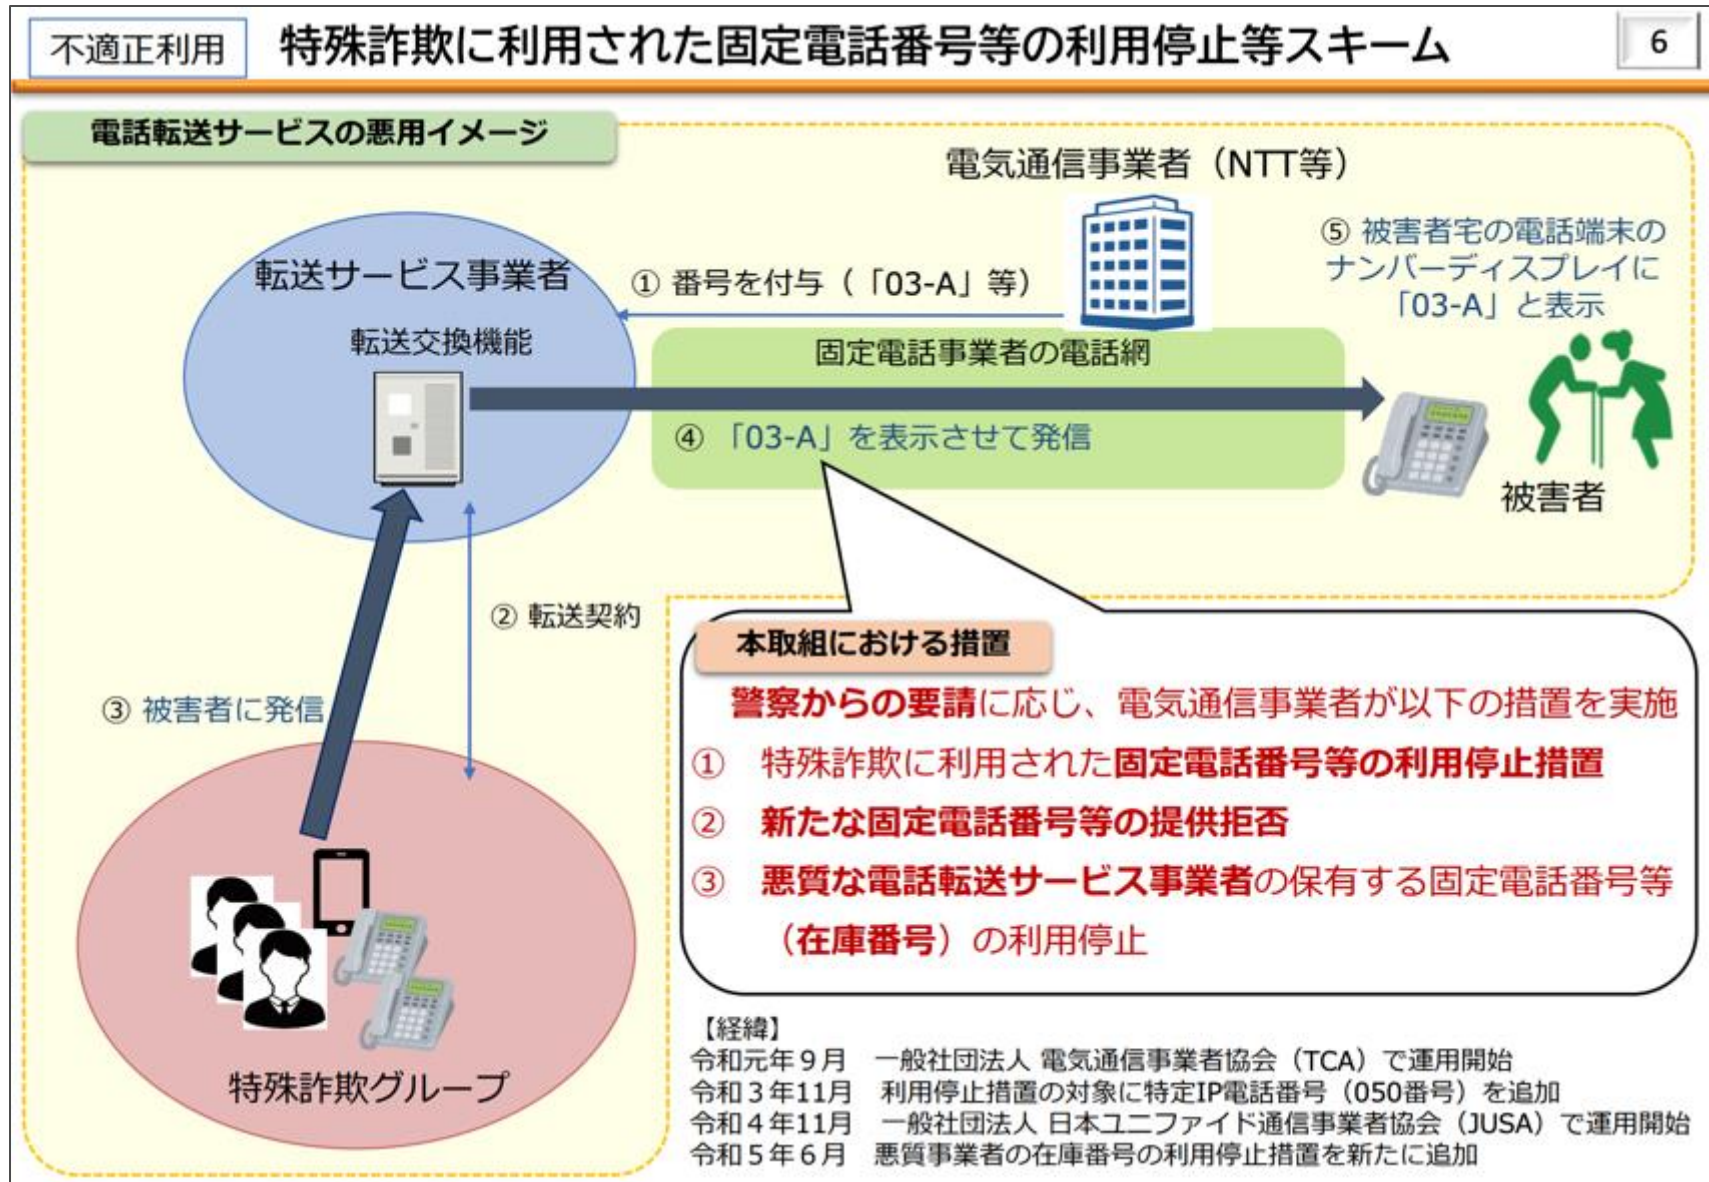 不適正利用
特殊詐欺に利用された固定電話番号等の利用停止等スキーム
6
電話転送サービスの悪用イメージ
電気通信事業者（NTT等）
転送サービス事業者
転送交換機能
① 番号を付与（「03-A」等）
固定電話事業者の電話網
④ 「03-A」を表示させて発信
⑤ 被害者宅の電話端末の
ナンバーディスプレイに
「03-A」と表示
被害者
② 転送契約
③ 被害者に発信
特殊詐欺グループ
本取組における措置
警察からの要請に応じ、電気通信事業者が以下の措置を実施
① 特殊詐欺に利用された固定電話番号等の利用停止措置
② 新たな固定電話番号等の提供拒否
③ 悪質な電話転送サービス事業者の保有する固定電話番号等
（在庫番号）の利用停止
【経緯】
令和元年９月 一般社団法人 電気通信事業者協会（TCA）で運用開始
令和３年11月 利用停止措置の対象に特定IP電話番号（050番号）を追加
令和４年11月 一般社団法人 日本ユニファイド通信事業者協会（JUSA）で運用開始
令和５年６月 悪質事業者の在庫番号の利用停止措置を新たに追加